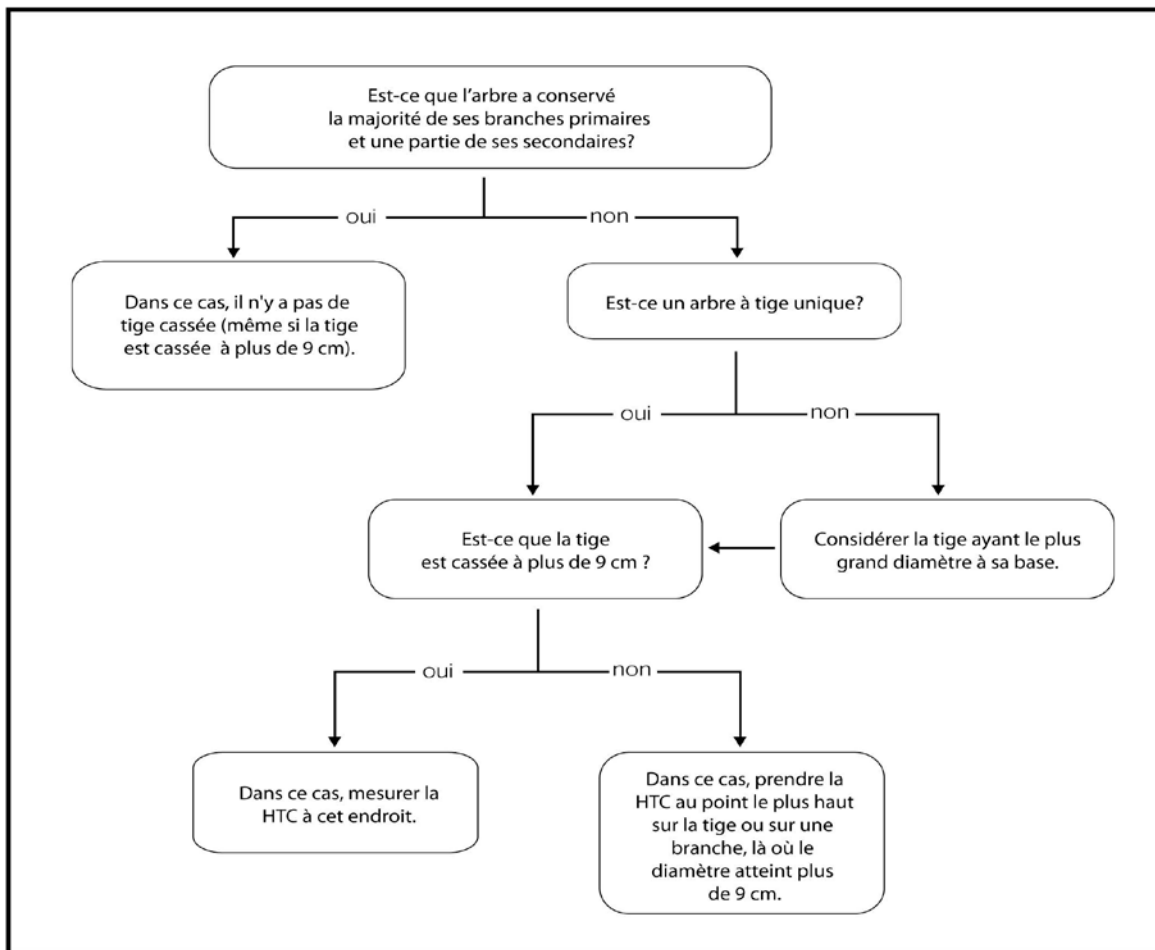 Est-ce que l'arbre a conservé
la majorité de ses branches primaires
et une partie de ses secondaires?
oui
non
Dans ce cas, il n'y a pas de
tige cassée (même si la tige
est cassée à plus de 9 cm).
Est-ce un arbre à tige unique?
oui
non
Est-ce que la tige
est cassée à plus de 9 cm ?
Considérer la tige ayant le plus
grand diamètre à sa base.
oui
non
Dans ce cas, mesurer la
HTC à cet endroit.
Dans ce cas, prendre la
HTC au point le plus haut
sur la tige ou sur une
branche, là où le
diamètre atteint plus
de 9 cm.